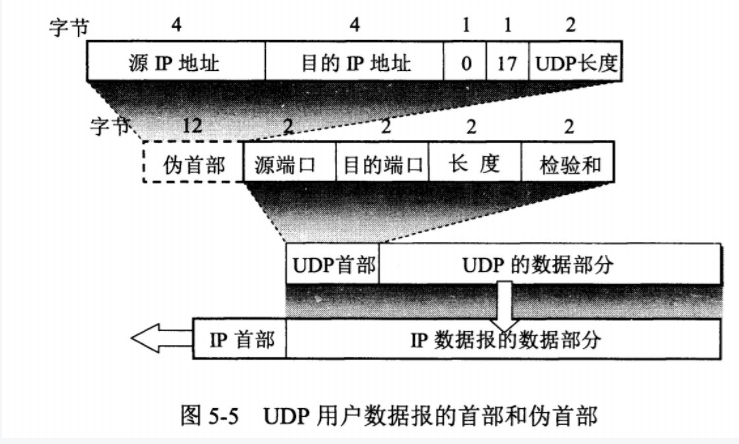 字节 4 4 1 1 2
源 IP 地址 目的 IP 地址 0 17 UDP长度
字节 12 2 2 2 2
伪首部 源端口 目的端口 长 度 检验和
UDP首部 UDP 的数据部分
IP 首部 IP 数据报的数据部分
图 5-5 UDP 用户数据报的首部和伪首部